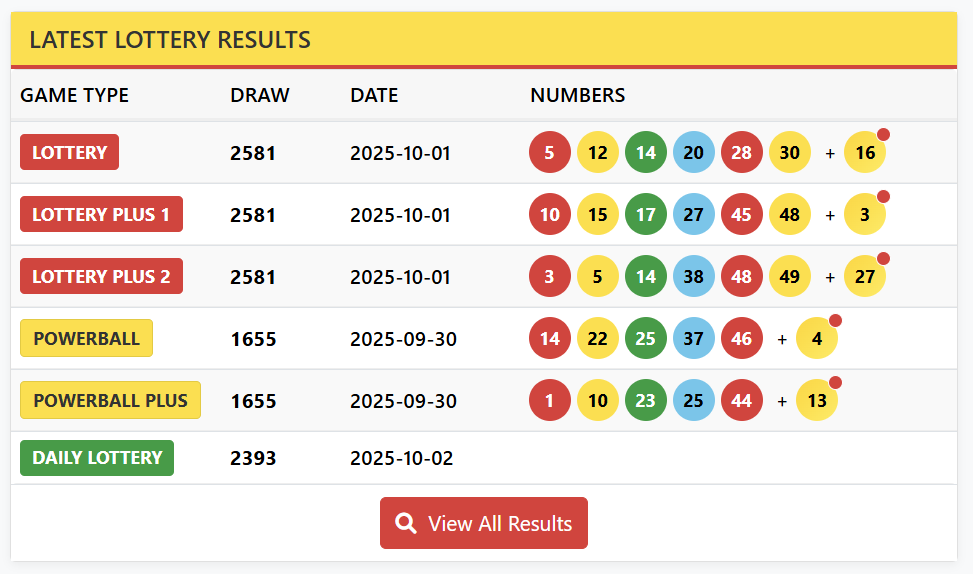 LATEST LOTTERY RESULTS
GAME TYPE DRAW DATE NUMBERS
LOTTERY 2581 2025-10-01 5 12 14 20 28 30 + 16
LOTTERY PLUS 1 2581 2025-10-01 10 15 17 27 45 48 + 3
LOTTERY PLUS 2 2581 2025-10-01 3 5 14 38 48 49 + 27
POWERBALL 1655 2025-09-30 14 22 25 37 46 + 4
POWERBALL PLUS 1655 2025-09-30 1 10 23 25 44 + 13
DAILY LOTTERY 2393 2025-10-02
View All Results